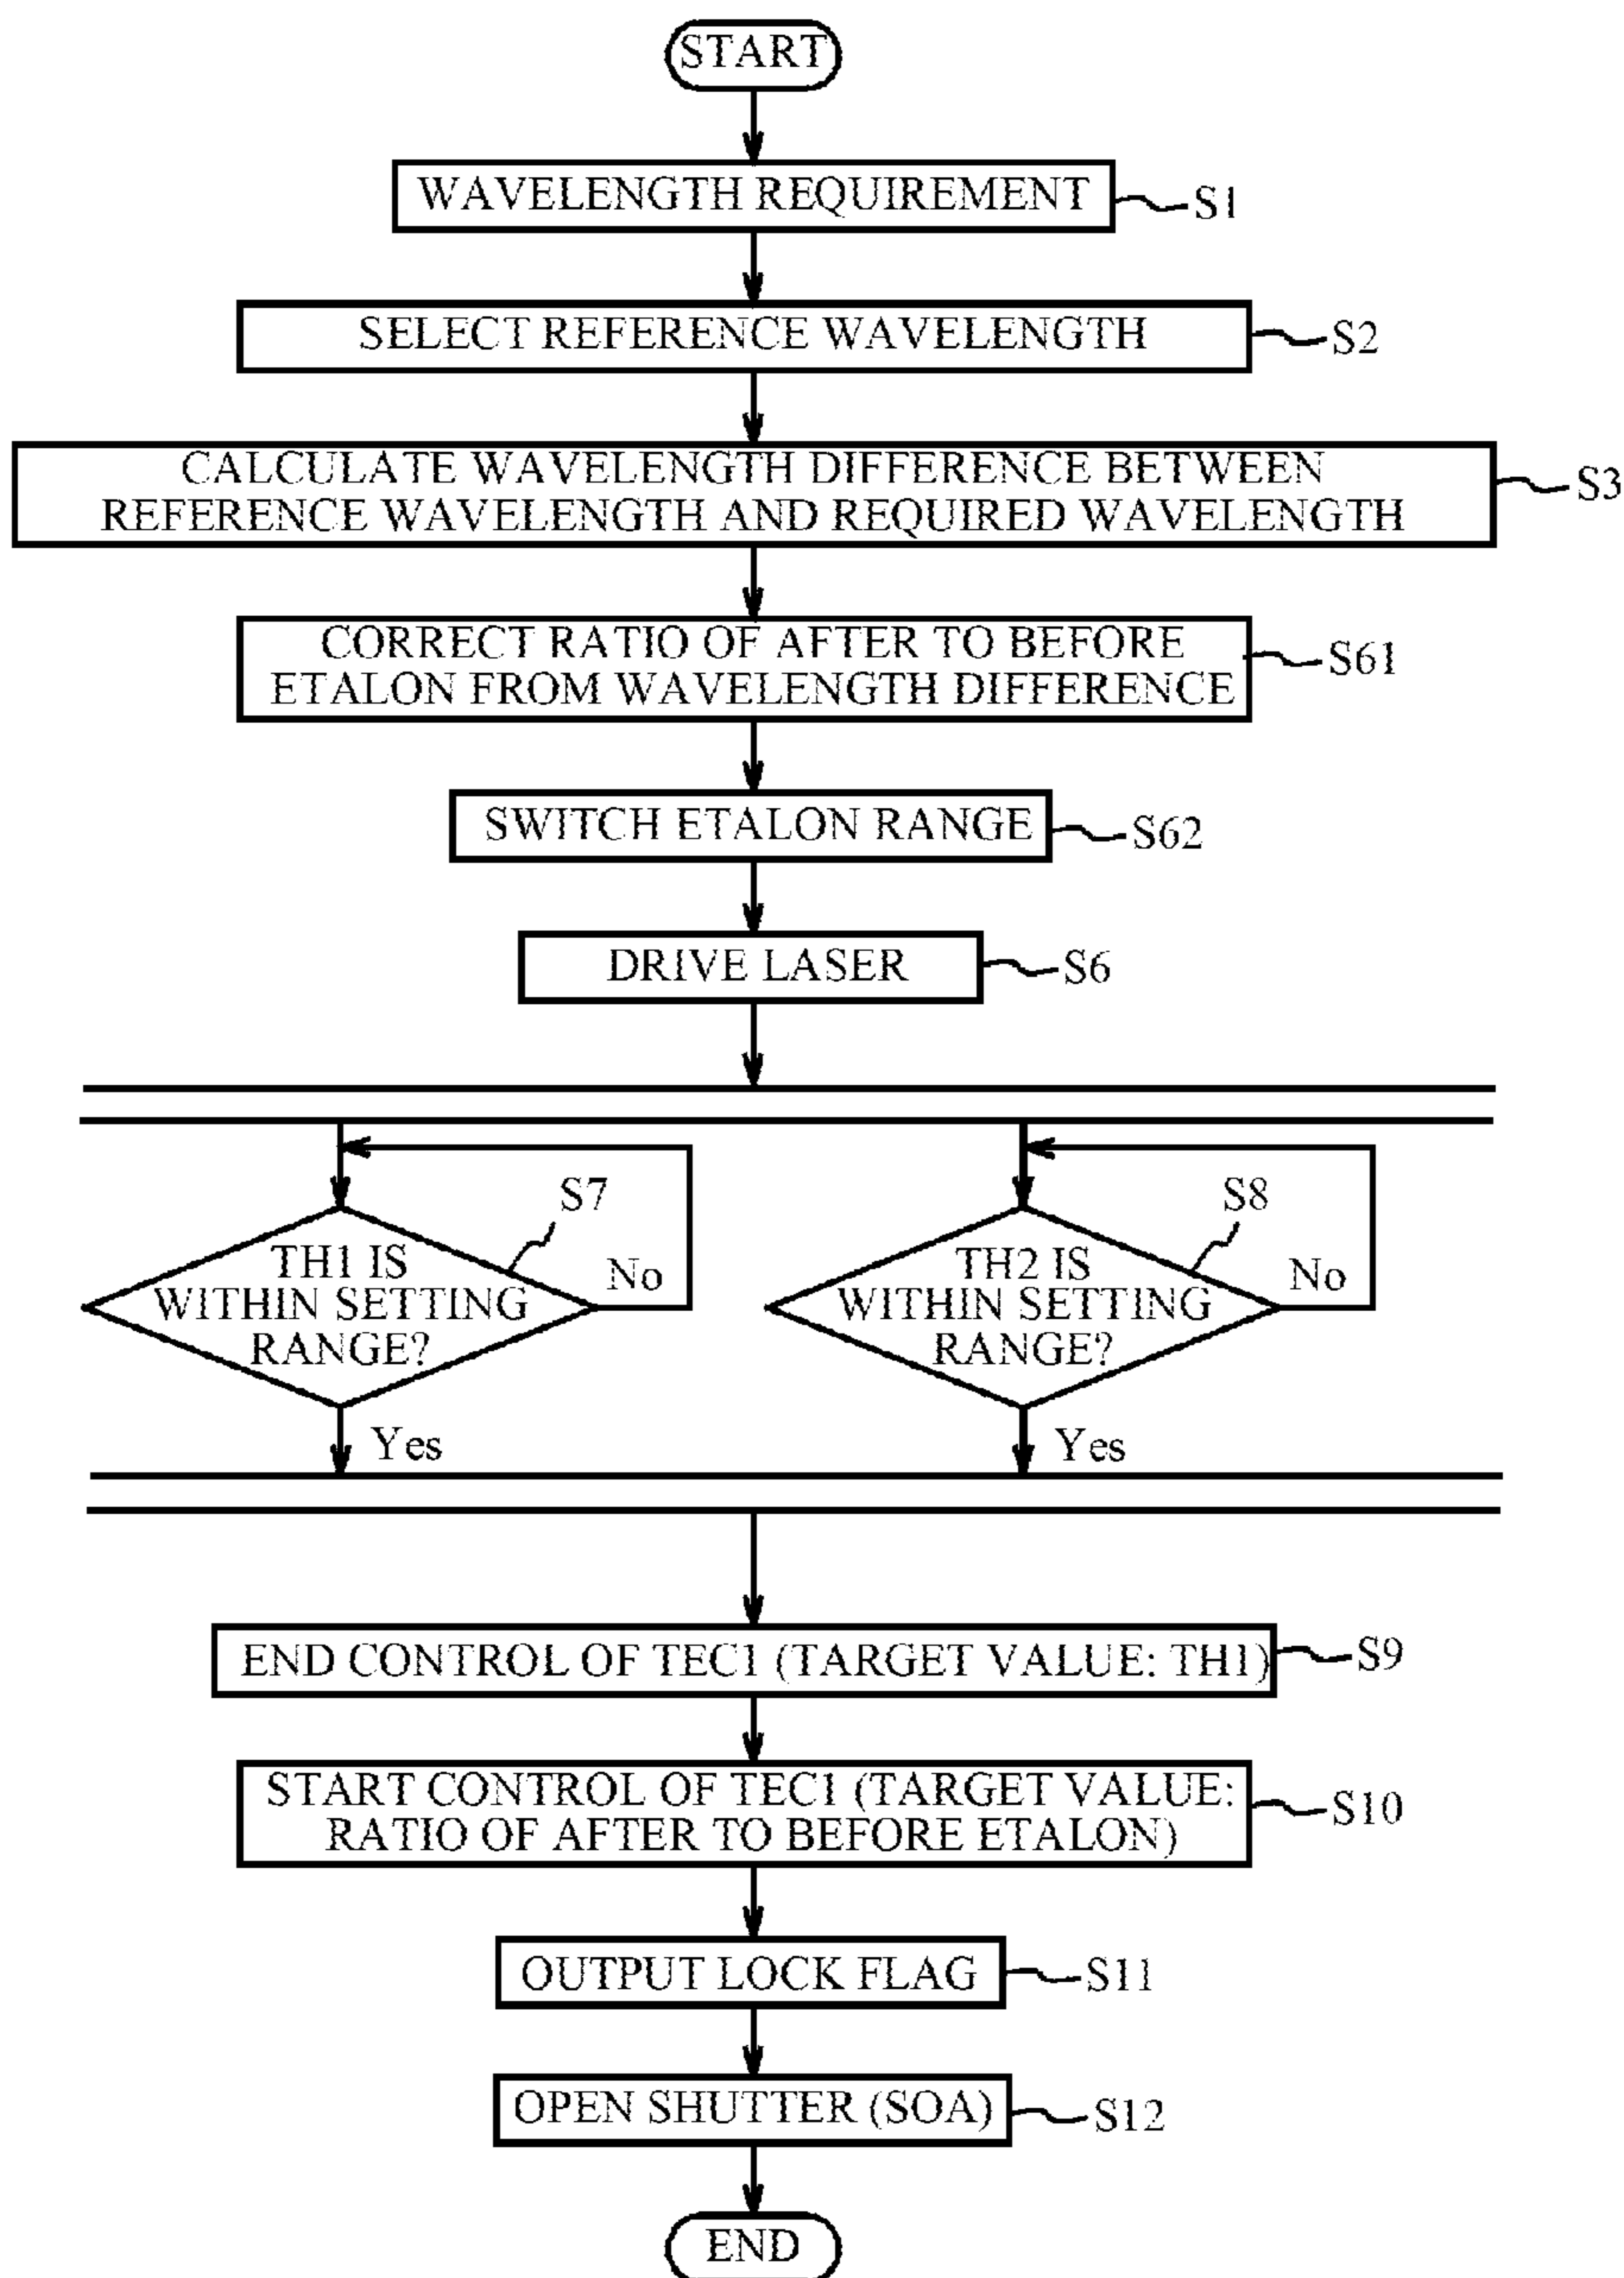 START
WAVELENGTH REQUIREMENT
S1
SELECT REFERENCE WAVELENGTH
S2
CALCULATE WAVELENGTH DIFFERENCE BETWEEN
REFERENCE WAVELENGTH AND REQUIRED WAVELENGTH
S3
CORRECT RATIO OF AFTER TO BEFORE
ETALON FROM WAVELENGTH DIFFERENCE
S61
SWITCH ETALON RANGE
S62
DRIVE LASER
S6
S7
TH1 IS
WITHIN SETTING
RANGE?
No
Yes
S8
TH2 IS
WITHIN SETTING
RANGE?
No
Yes
END CONTROL OF TEC1 (TARGET VALUE: TH1)
S9
START CONTROL OF TEC1 (TARGET VALUE:
RATIO OF AFTER TO BEFORE ETALON)
S10
OUTPUT LOCK FLAG
S11
OPEN SHUTTER (SOA)
S12
END